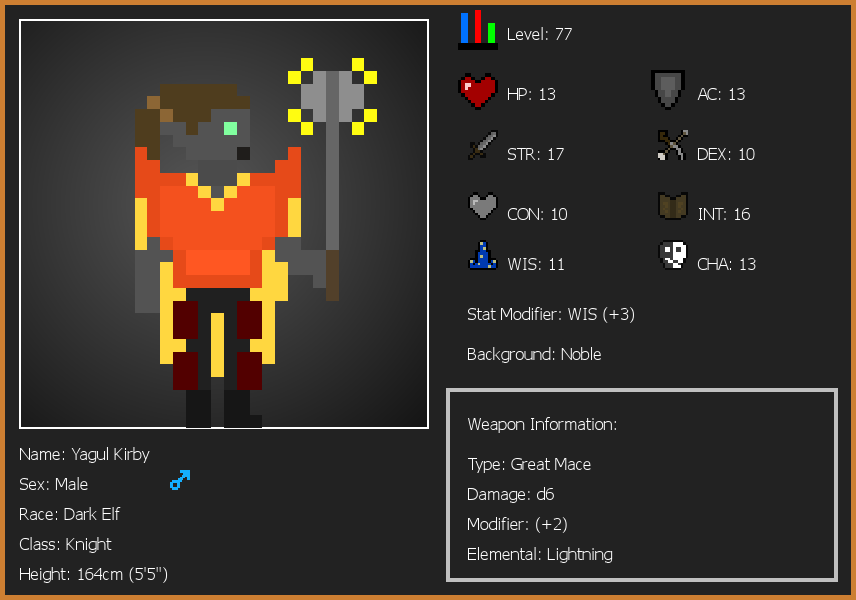 Level: 77
HP: 13
AC: 13
STR: 17
DEX: 10
CON: 10
INT: 16
WIS: 11
CHA: 13
Stat Modifier: WIS (+3)
Background: Noble
Weapon Information:
Type: Great Mace
Damage: d6
Modifier: (+2)
Elemental: Lightning
Name: Yagul Kirby
Sex: Male
Race: Dark Elf
Class: Knight
Height: 164cm (5'5")